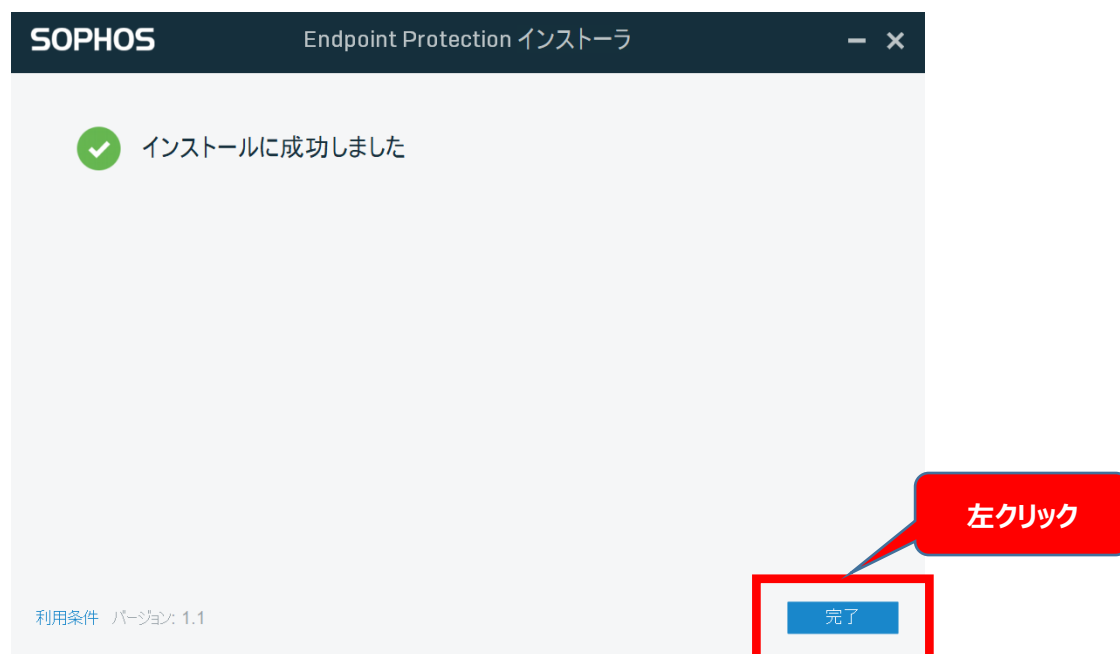 SOPHOS Endpoint Protection インストーラ
インストールに成功しました
左クリック
利用条件 バージョン: 1.1 完了